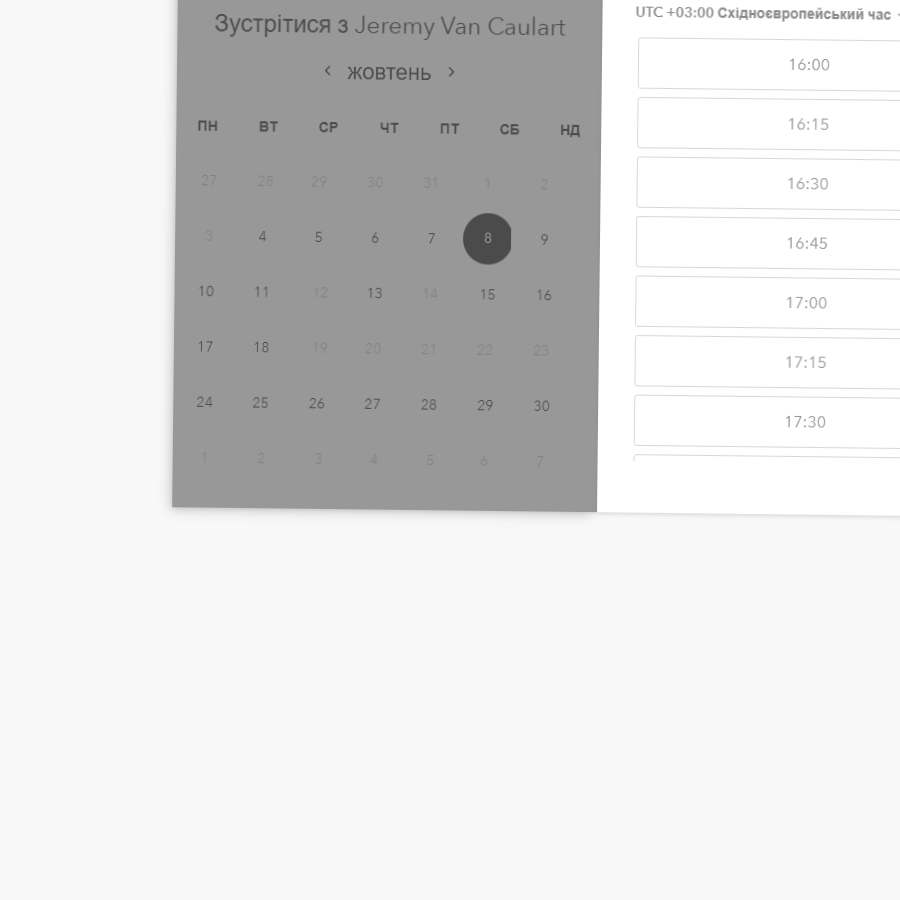 Зустрітися з Jeremy Van Caulart
жовтень
ПН ВТ СР ЧТ ПТ СБ НД
27 28 29 30 31 1 2
3 4 5 6 7 8 9
10 11 12 13 14 15 16
17 18 19 20 21 22 23
24 25 26 27 28 29 30
1 2 3 4 5 6 7
UTC +03:00 Східноєвропейський час
16:00
16:15
16:30
16:45
17:00
17:15
17:30